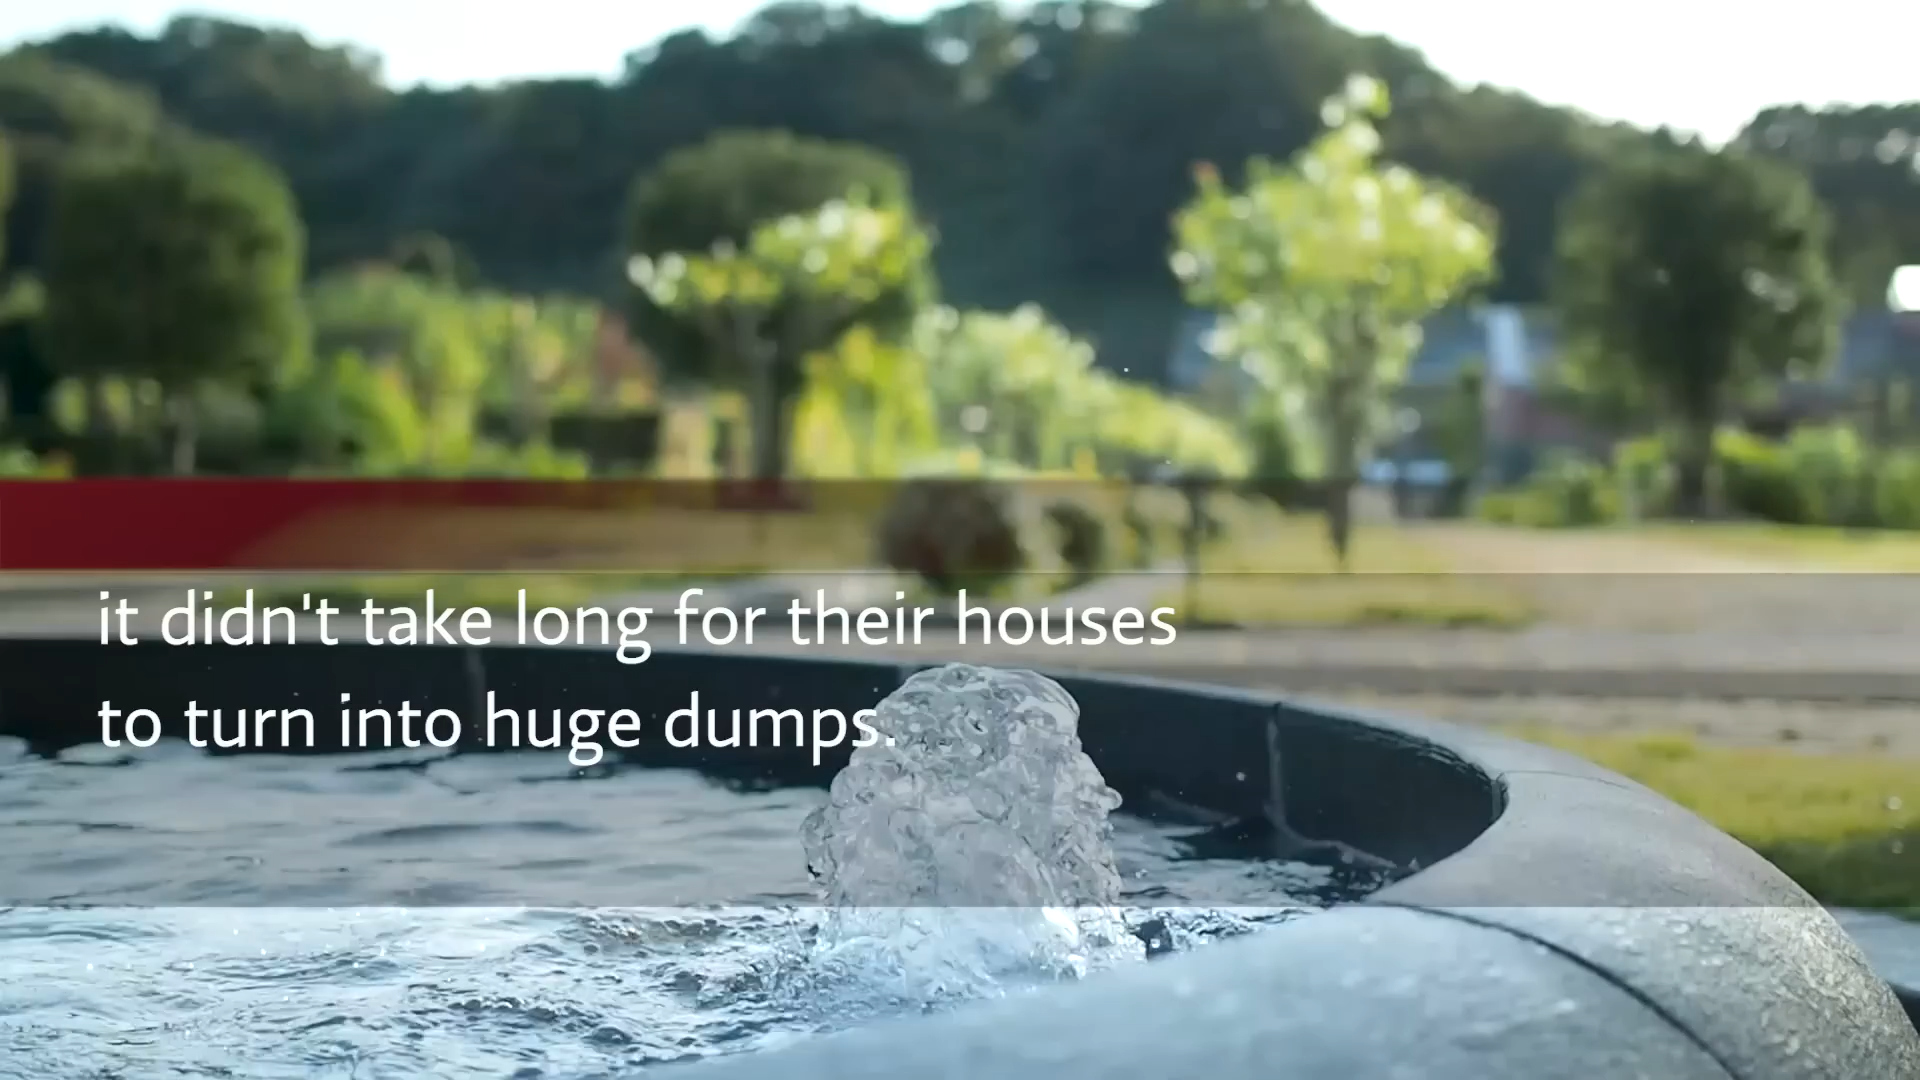 it didn't take long for their houses
to turn into huge dumps.